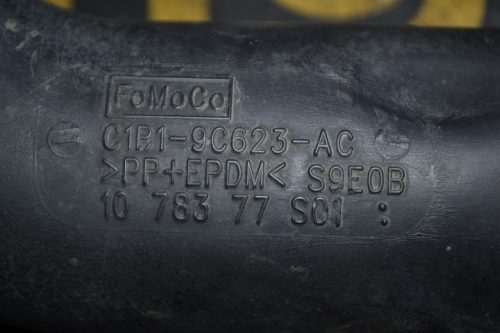 FoMoCo
C1B1-9C623-AC
>PP+EPDM< S9E0B
10 783 77 S01 :